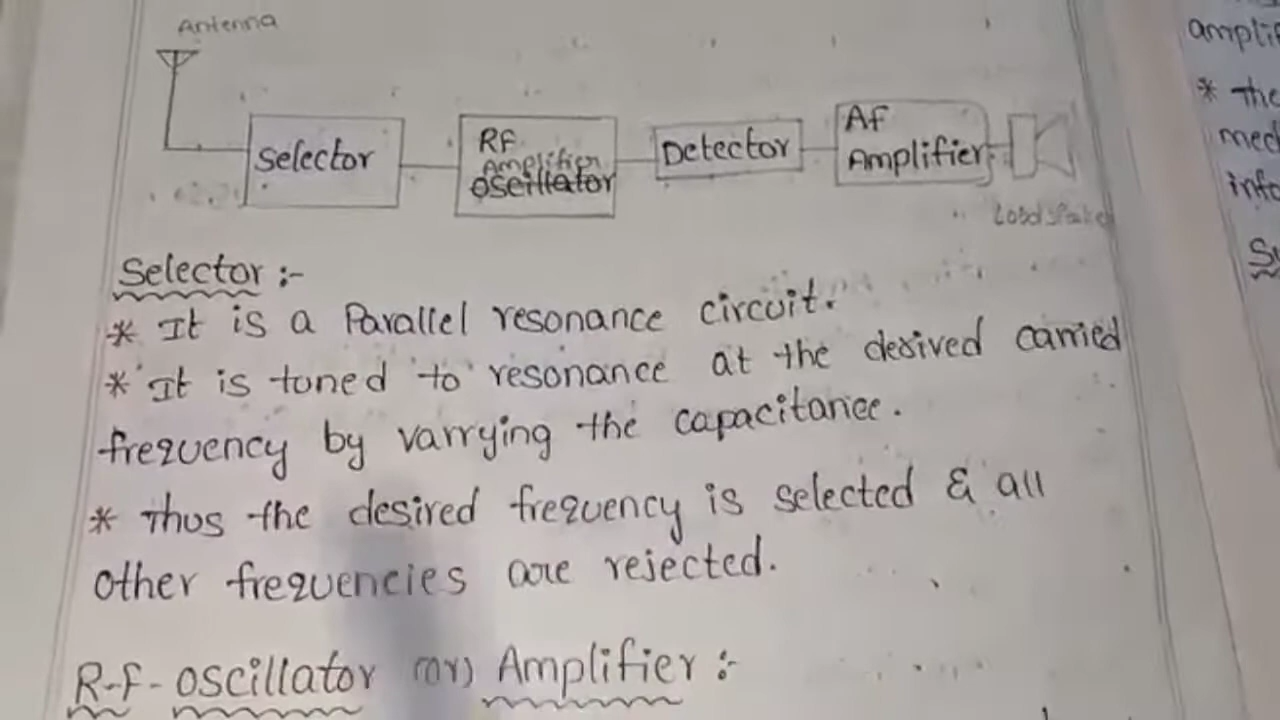 Antenna
Selector
RF
Amplifier
oscillator
Detector
AF
Amplifier
Selector :-
* It is a Parallel resonance circuit.
* It is tuned to resonance at the desired carried
frequency by varrying the capacitance.
* Thus the desired frequency is selected & all
other frequencies are rejected.
R-F- oscillator (or) Amplifier :-
* The